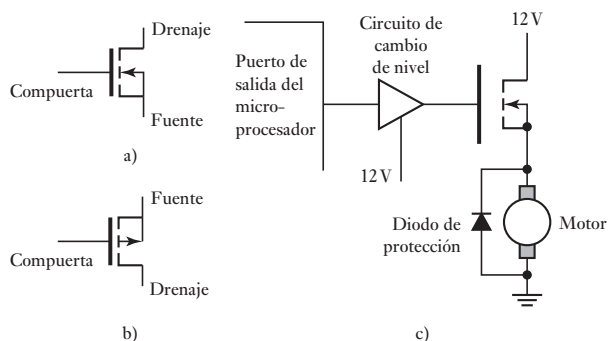 Drenaje
Compuerta
Fuente
a)
Fuente
Compuerta
Drenaje
b)
Puerto de
salida del
micro-
procesador
Circuito de
cambio
de nivel
12 V
12 V
Diodo de
protección
Motor
c)